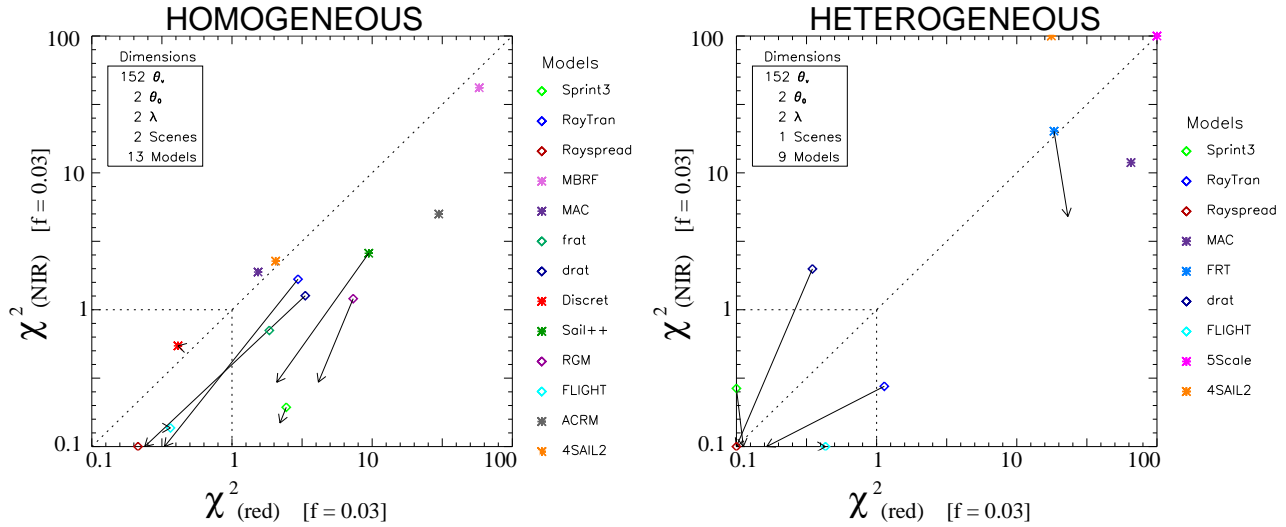 HOMOGENEOUS
100
10
1
0.1
0.1
1
10
100
χ² (NIR) [f = 0.03]
χ² (red) [f = 0.03]
Dimensions
152 θᵥ
2 θ₀
2 λ
2 Scenes
13 Models
Models
Sprint3
RayTran
Rayspread
MBRF
MAC
frat
drat
Discret
Sail++
RGM
FLIGHT
ACRM
4SAIL2
HETEROGENEOUS
100
10
1
0.1
0.1
1
10
100
χ² (NIR) [f = 0.03]
χ² (red) [f = 0.03]
Dimensions
152 θᵥ
2 θ₀
2 λ
1 Scenes
9 Models
Models
Sprint3
RayTran
Rayspread
MAC
FRT
drat
FLIGHT
5Scale
4SAIL2